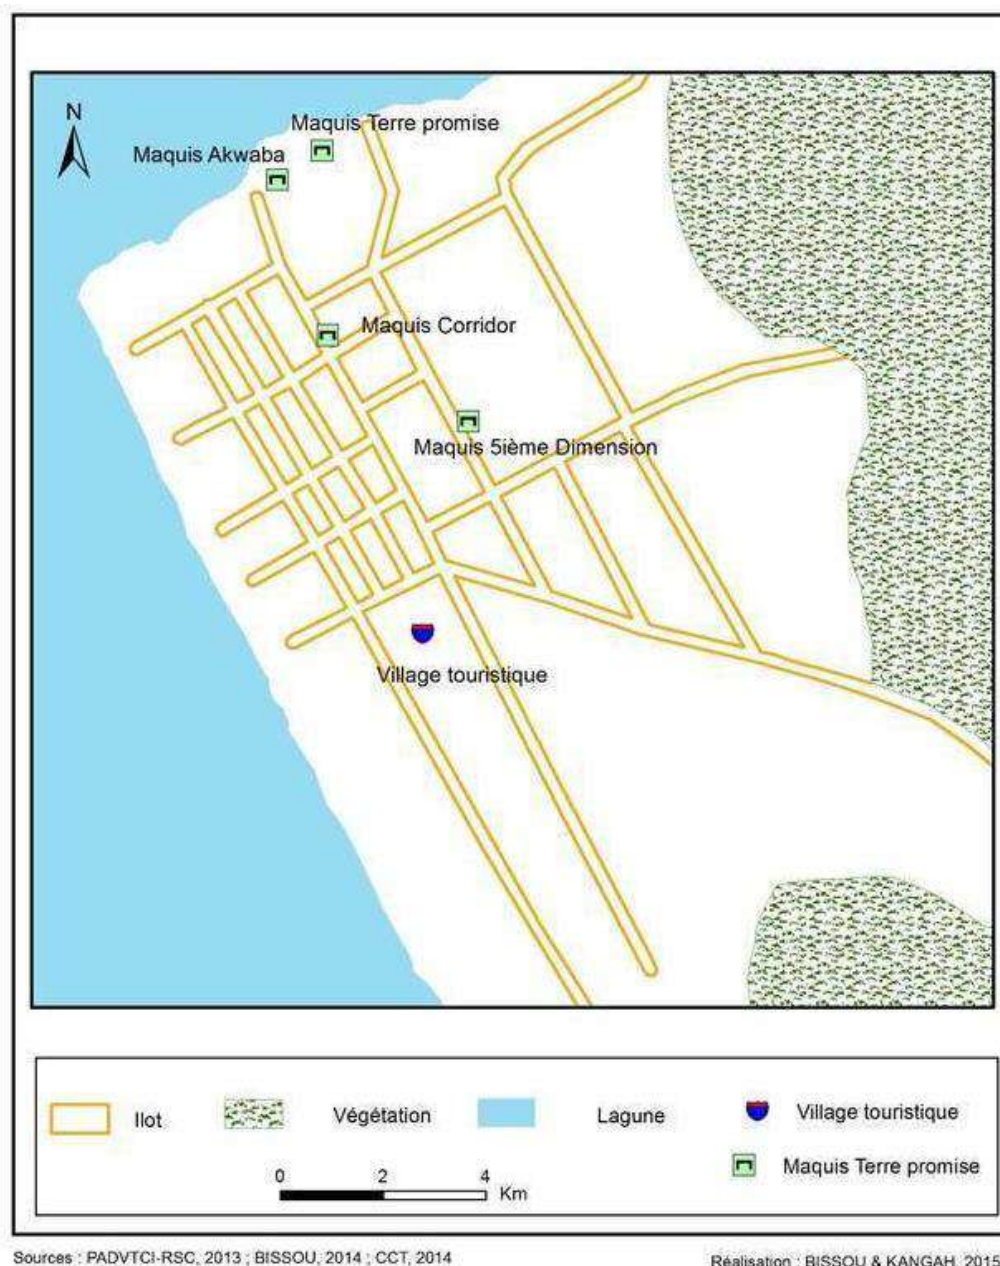 N
Maquis Terre promise
Maquis Akwaba
Maquis Corridor
Maquis 5ième Dimension
Village touristique
Ilot
Végétation
Lagune
Village touristique
Maquis Terre promise
0 2 4
Km
Sources : PADVTCI-RSC, 2013 ; BISSOU, 2014 ; CCT, 2014
Réalisation : BISSOU & KANGAH, 2015